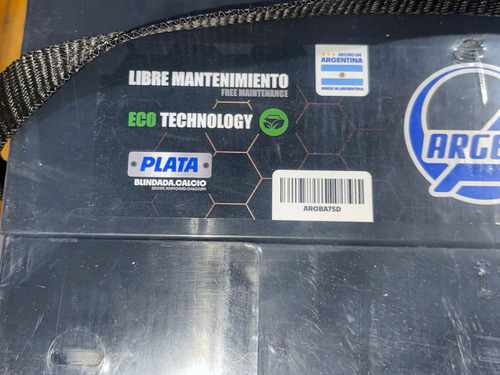 HECHO EN
ARGENTINA
MADE IN ARGENTINA
LIBRE MANTENIMIENTO
FREE MAINTENANCE
ECO TECHNOLOGY
PLATA
BLINDADA.CALCIO
ARGBA75D
ARGE